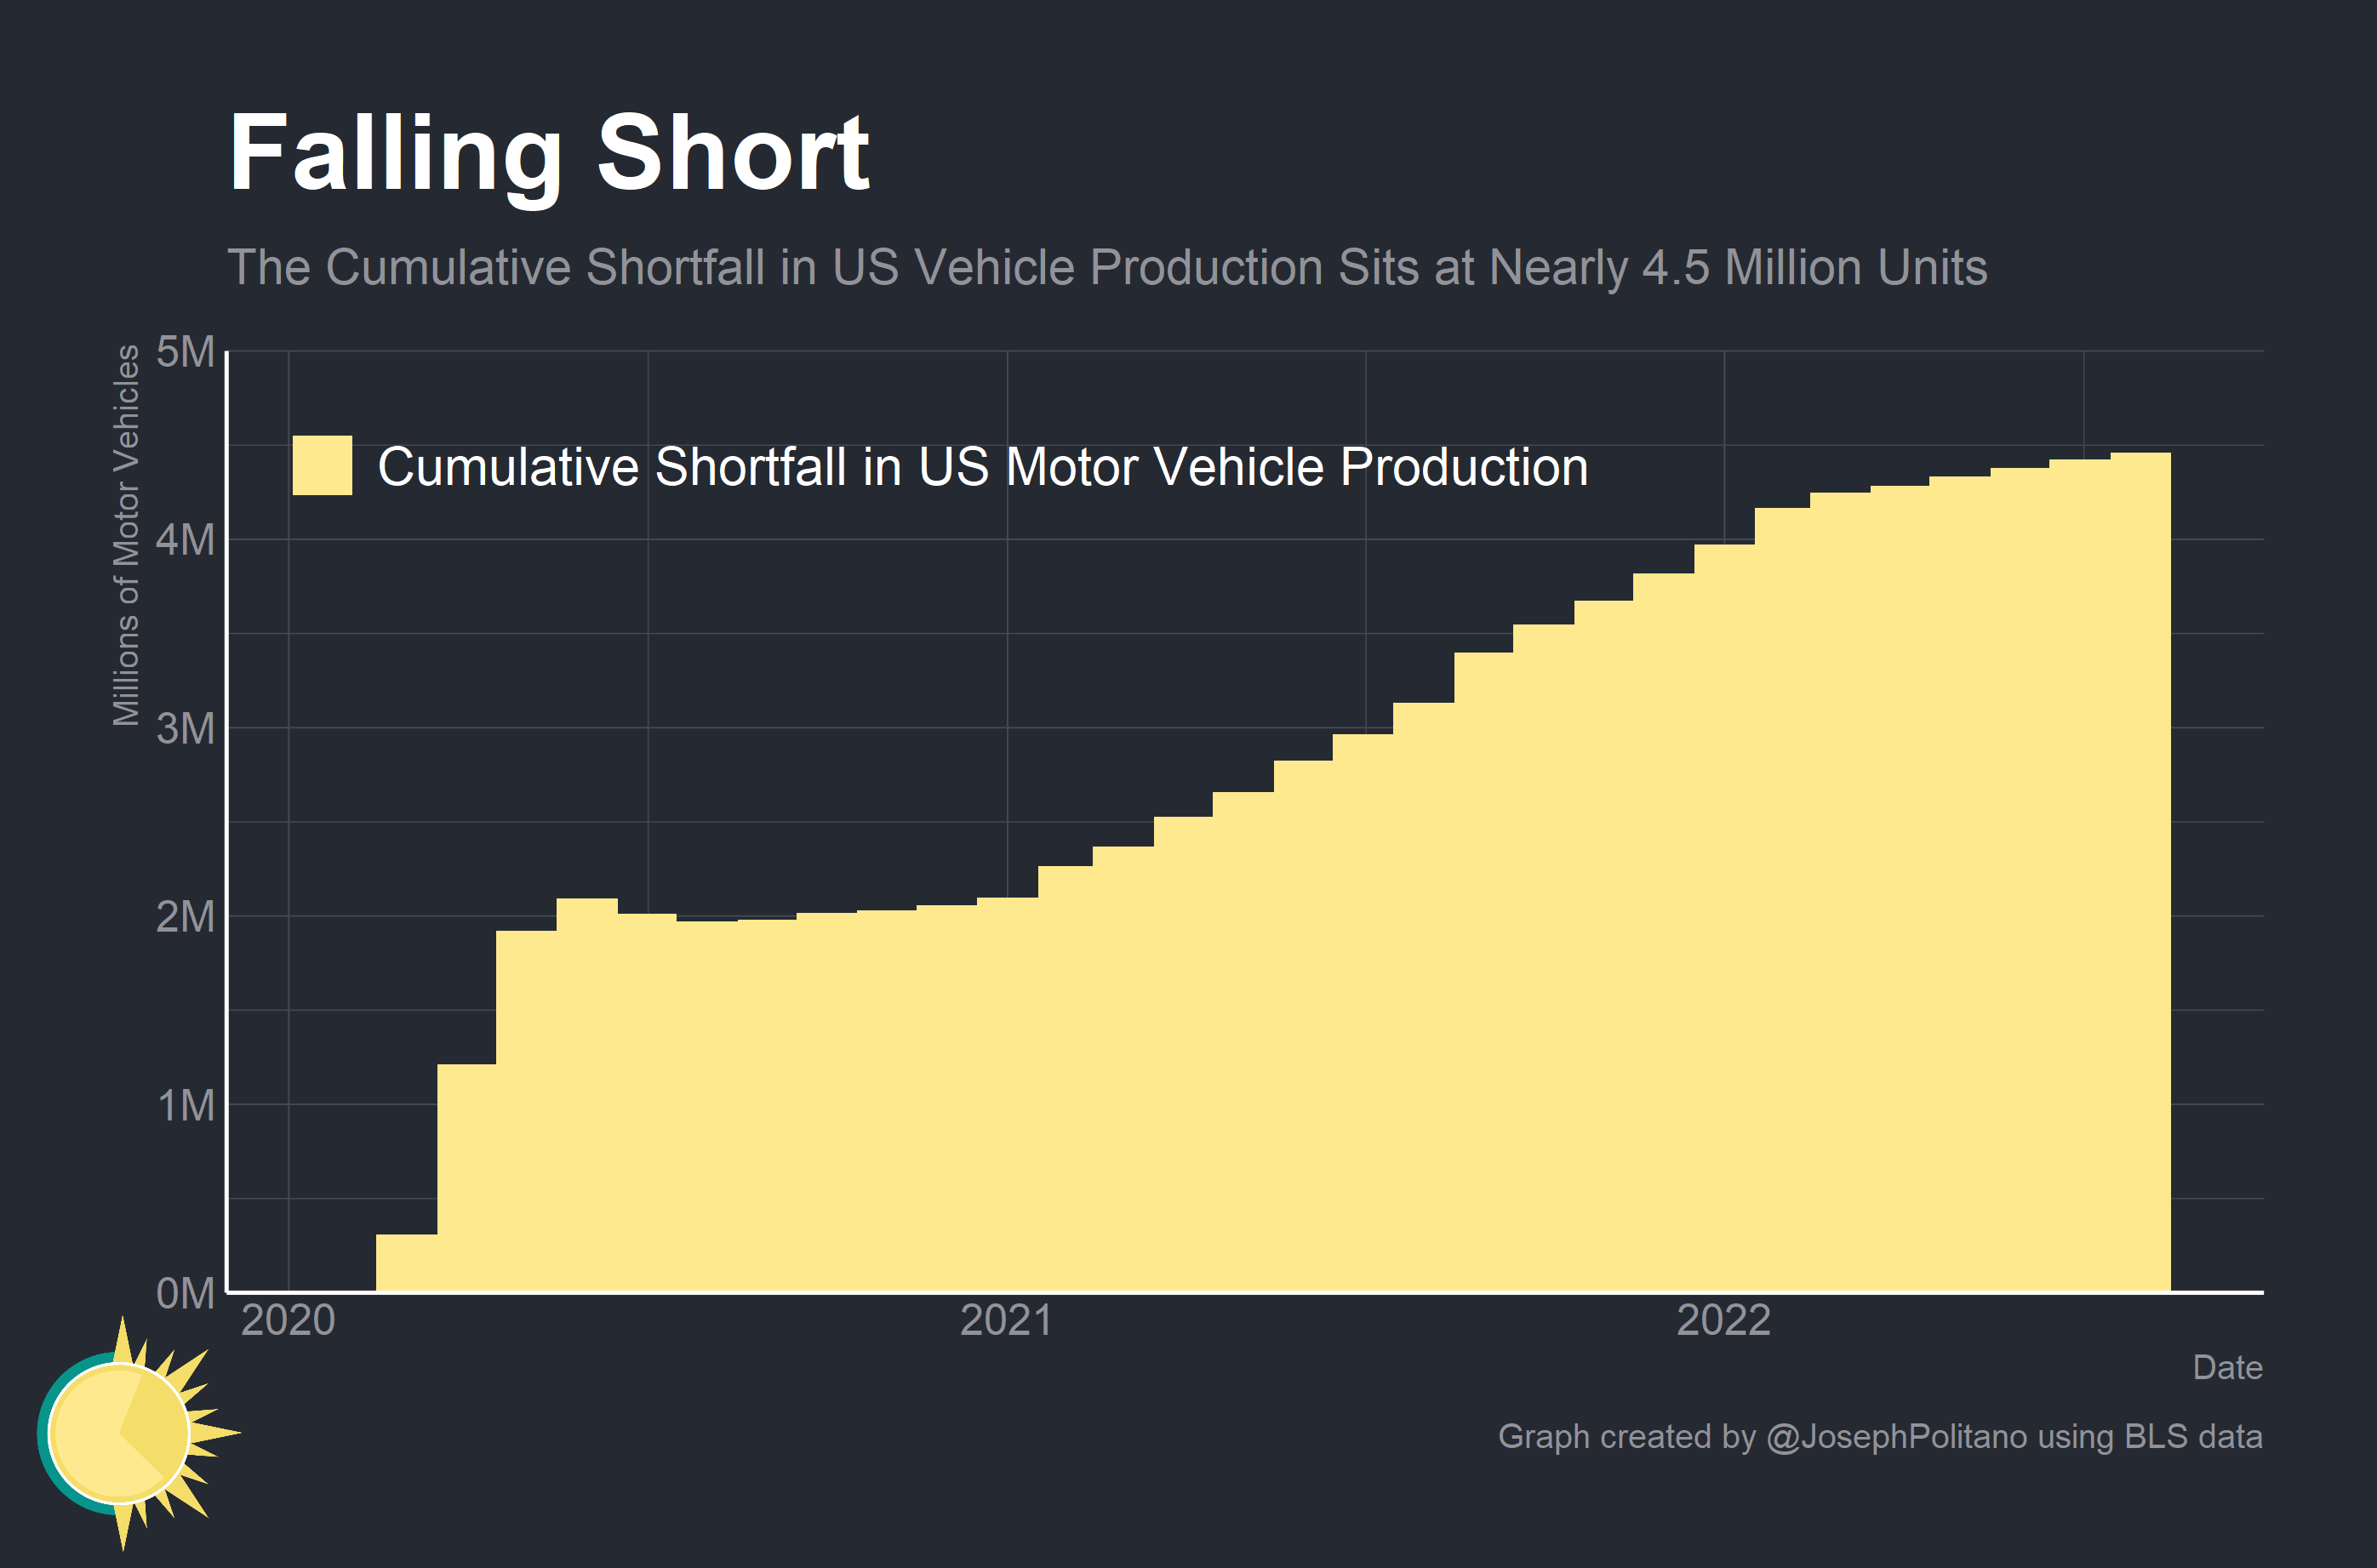 Falling Short
The Cumulative Shortfall in US Vehicle Production Sits at Nearly 4.5 Million Units
Millions of Motor Vehicles
5M
Cumulative Shortfall in US Motor Vehicle Production
4M
3M
2M
1M
0M
2020 2021 2022
Date
Graph created by @JosephPolitano using BLS data